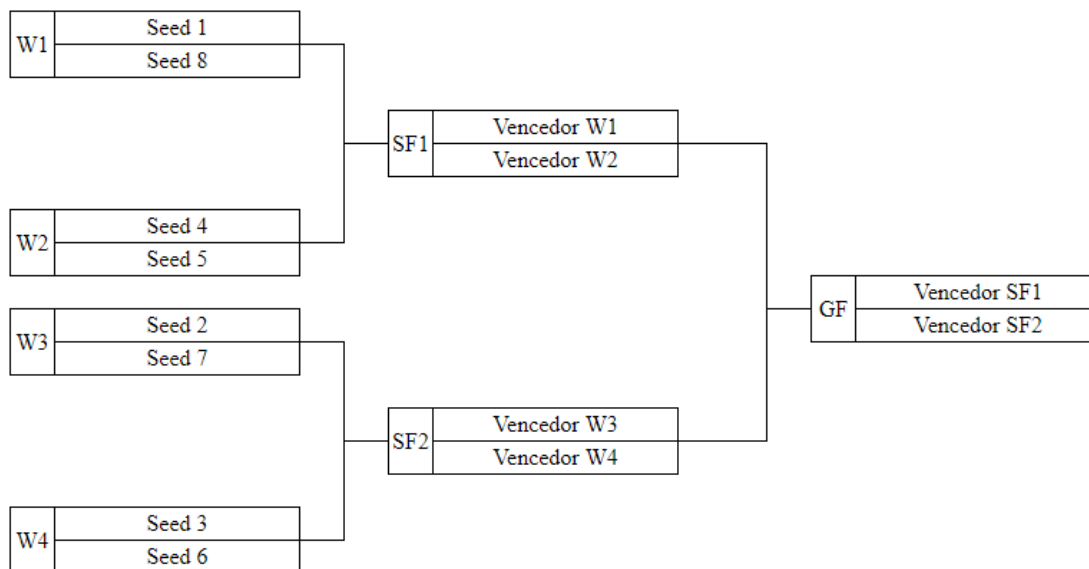 W1
Seed 1
Seed 8
SF1
Vencedor W1
Vencedor W2
W2
Seed 4
Seed 5
GF
Vencedor SF1
Vencedor SF2
W3
Seed 2
Seed 7
SF2
Vencedor W3
Vencedor W4
W4
Seed 3
Seed 6